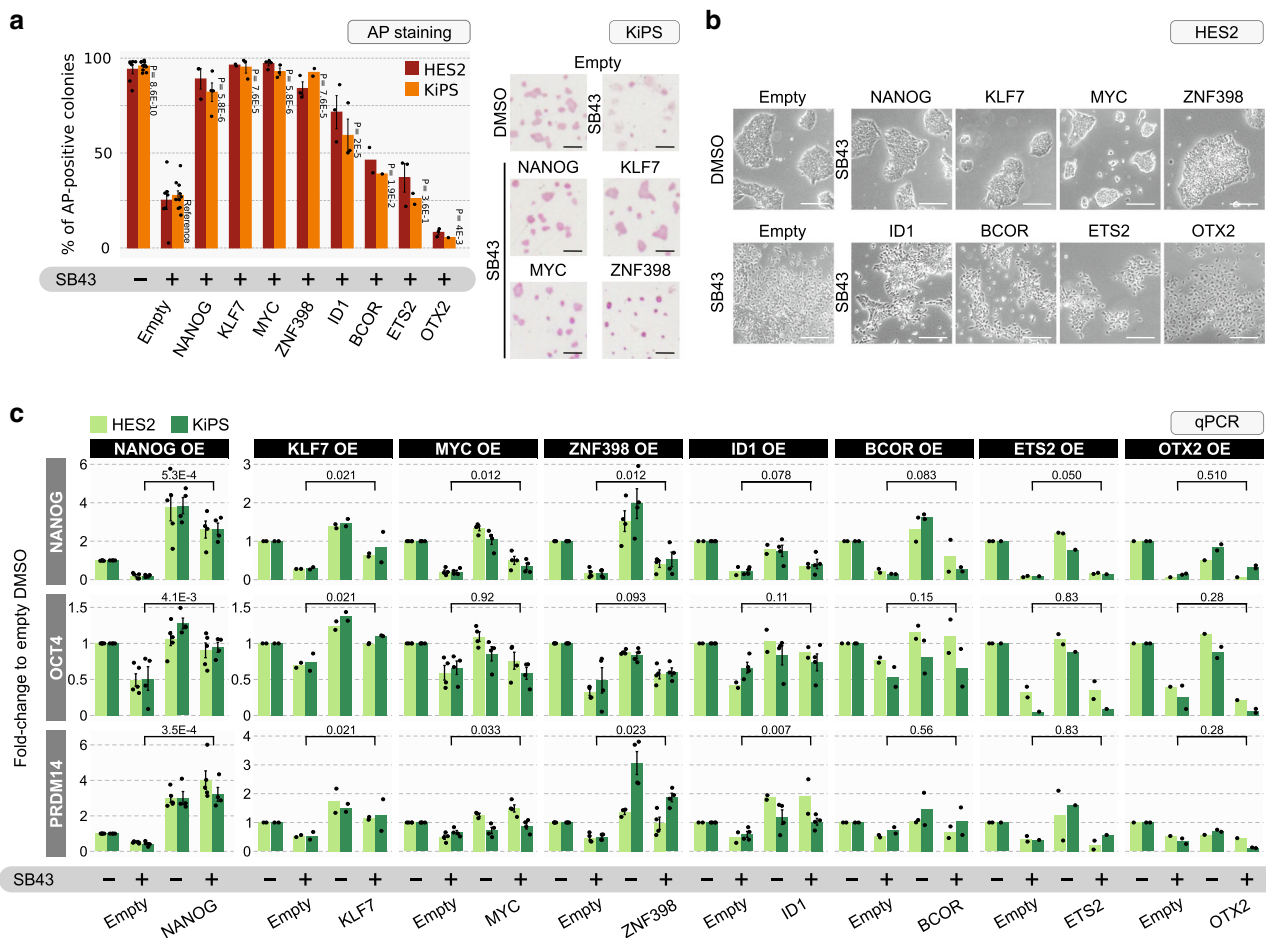 a
AP staining
KiPS
% of AP-positive colonies
100
50
0
HES2
KiPS
P= 8.6E-10
Reference
P= 5.8E-6
P= 7.6E-5
P= 5.8E-6
P= 7.6E-5
P= 2E-5
P= 1.9E-2
P= 3.6E-1
P= 4E-3
SB43
− + + + + + + + + +
Empty NANOG KLF7 MYC ZNF398 ID1 BCOR ETS2 OTX2
Empty
DMSO
SB43
NANOG KLF7
SB43
MYC ZNF398
b
HES2
Empty NANOG KLF7 MYC ZNF398
DMSO
SB43
Empty ID1 BCOR ETS2 OTX2
SB43
SB43
c
HES2 KiPS
qPCR
NANOG OE KLF7 OE MYC OE ZNF398 OE ID1 OE BCOR OE ETS2 OE OTX2 OE
Fold-change to empty DMSO
NANOG
6
4
2
0
3
2
1
0
5.3E-4 0.021 0.012 0.012 0.078 0.083 0.050 0.510
OCT4
1.5
1
0.5
0
1.5
1
0.5
0
4.1E-3 0.021 0.92 0.093 0.11 0.15 0.83 0.28
PRDM14
6
4
2
0
4
3
2
1
0
3.5E-4 0.021 0.033 0.023 0.007 0.56 0.83 0.28
SB43
− + − + − + − + − + − + − + − + − + − + − + − + − + − + − + − +
Empty NANOG Empty KLF7 Empty MYC Empty ZNF398 Empty ID1 Empty BCOR Empty ETS2 Empty OTX2